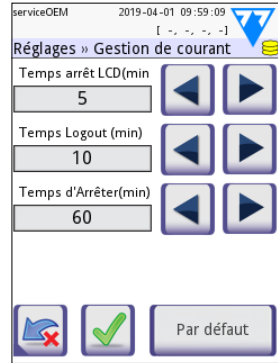 serviceOEM 2019-04-01 09:59:09
[ -, -, -, -]
Réglages » Gestion de courant
Temps arrêt LCD(min
5
Temps Logout (min)
10
Temps d'Arrêter(min)
60
Par défaut